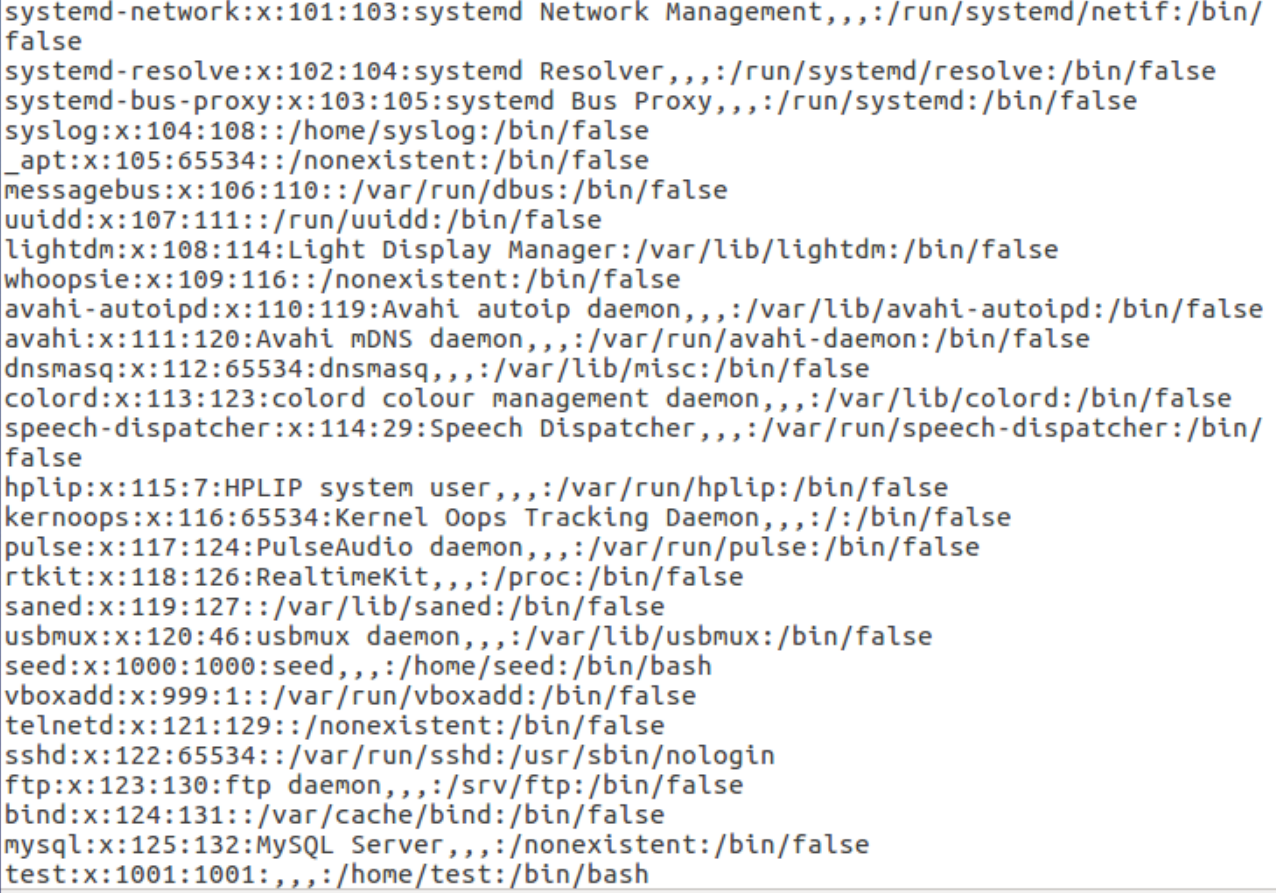 systemd-network:x:101:103:systemd Network Management,,,:/run/systemd/netif:/bin/
false
systemd-resolve:x:102:104:systemd Resolver,,,:/run/systemd/resolve:/bin/false
systemd-bus-proxy:x:103:105:systemd Bus Proxy,,,:/run/systemd:/bin/false
syslog:x:104:108::/home/syslog:/bin/false
_apt:x:105:65534::/nonexistent:/bin/false
messagebus:x:106:110::/var/run/dbus:/bin/false
uuidd:x:107:111::/run/uuidd:/bin/false
lightdm:x:108:114:Light Display Manager:/var/lib/lightdm:/bin/false
whoopsie:x:109:116::/nonexistent:/bin/false
avahi-autoipd:x:110:119:Avahi autoip daemon,,,:/var/lib/avahi-autoipd:/bin/false
avahi:x:111:120:Avahi mDNS daemon,,,:/var/run/avahi-daemon:/bin/false
dnsmasq:x:112:65534:dnsmasq,,,:/var/lib/misc:/bin/false
colord:x:113:123:colord colour management daemon,,,:/var/lib/colord:/bin/false
speech-dispatcher:x:114:29:Speech Dispatcher,,,:/var/run/speech-dispatcher:/bin/
false
hplip:x:115:7:HPLIP system user,,,:/var/run/hplip:/bin/false
kernoops:x:116:65534:Kernel Oops Tracking Daemon,,,:/:/bin/false
pulse:x:117:124:PulseAudio daemon,,,:/var/run/pulse:/bin/false
rtkit:x:118:126:RealtimeKit,,,:/proc:/bin/false
saned:x:119:127::/var/lib/saned:/bin/false
usbmux:x:120:46:usbmux daemon,,,:/var/lib/usbmux:/bin/false
seed:x:1000:1000:seed,,,:/home/seed:/bin/bash
vboxadd:x:999:1::/var/run/vboxadd:/bin/false
telnetd:x:121:129::/nonexistent:/bin/false
sshd:x:122:65534::/var/run/sshd:/usr/sbin/nologin
ftp:x:123:130:ftp daemon,,,:/srv/ftp:/bin/false
bind:x:124:131::/var/cache/bind:/bin/false
mysql:x:125:132:MySQL Server,,,:/nonexistent:/bin/false
test:x:1001:1001:,,,:/home/test:/bin/bash